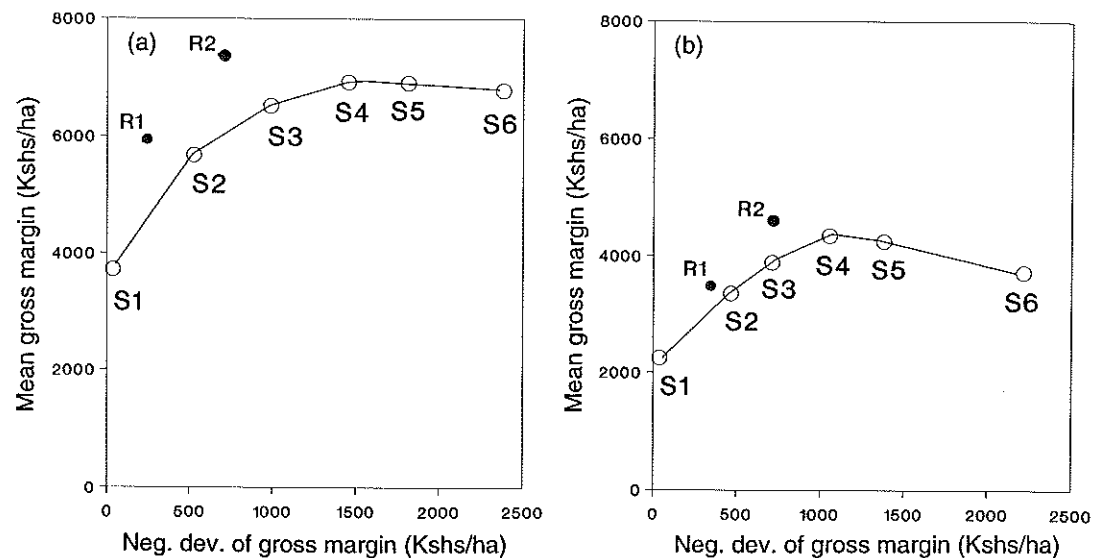 (a)
8000
6000
4000
2000
0
Mean gross margin (Kshs/ha)
R2
R1
S1
S2
S3
S4
S5
S6
0 500 1000 1500 2000 2500
Neg. dev. of gross margin (Kshs/ha)
(b)
8000
6000
4000
2000
0
Mean gross margin (Kshs/ha)
R2
R1
S1
S2
S3
S4
S5
S6
0 500 1000 1500 2000 2500
Neg. dev. of gross margin (Kshs/ha)